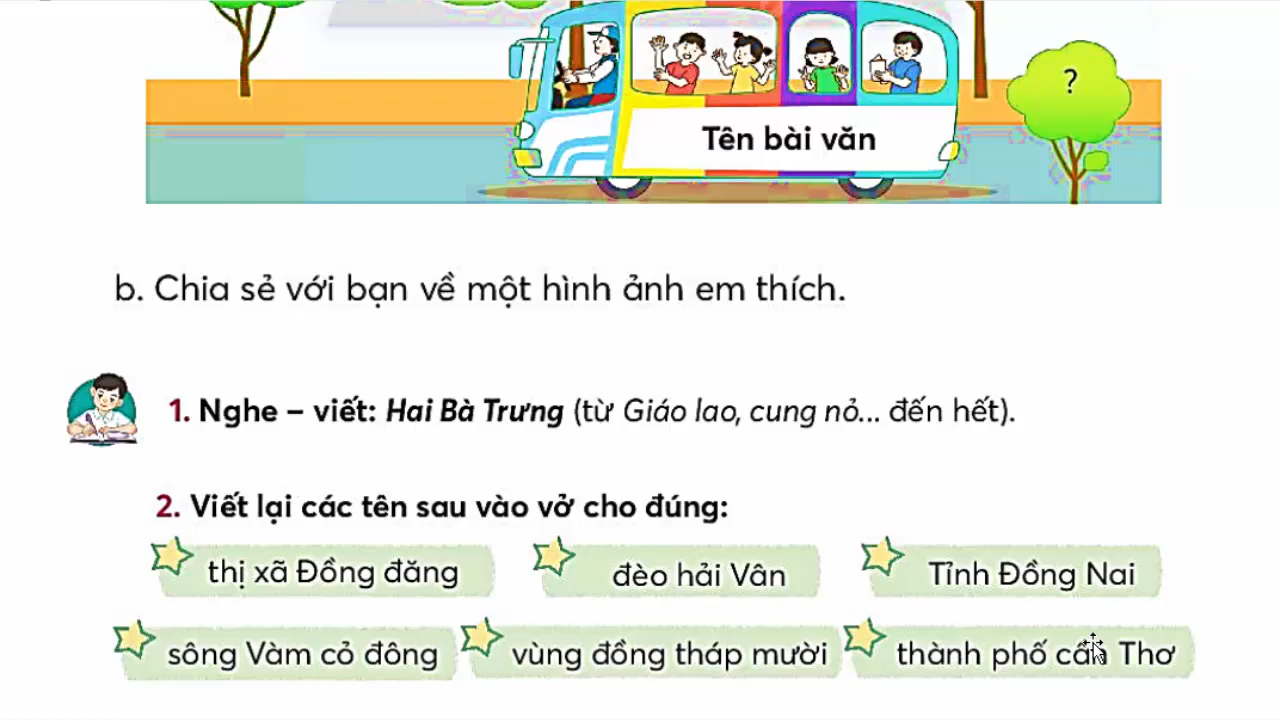 ?
Tên bài văn
b. Chia sẻ với bạn về một hình ảnh em thích.
1. Nghe – viết: Hai Bà Trưng (từ Giáo lao, cung nỏ... đến hết).
2. Viết lại các tên sau vào vở cho đúng:
thị xã Đồng đăng đèo hải Vân Tỉnh Đồng Nai
sông Vàm cỏ đông vùng đồng tháp mười thành phố cần Thơ